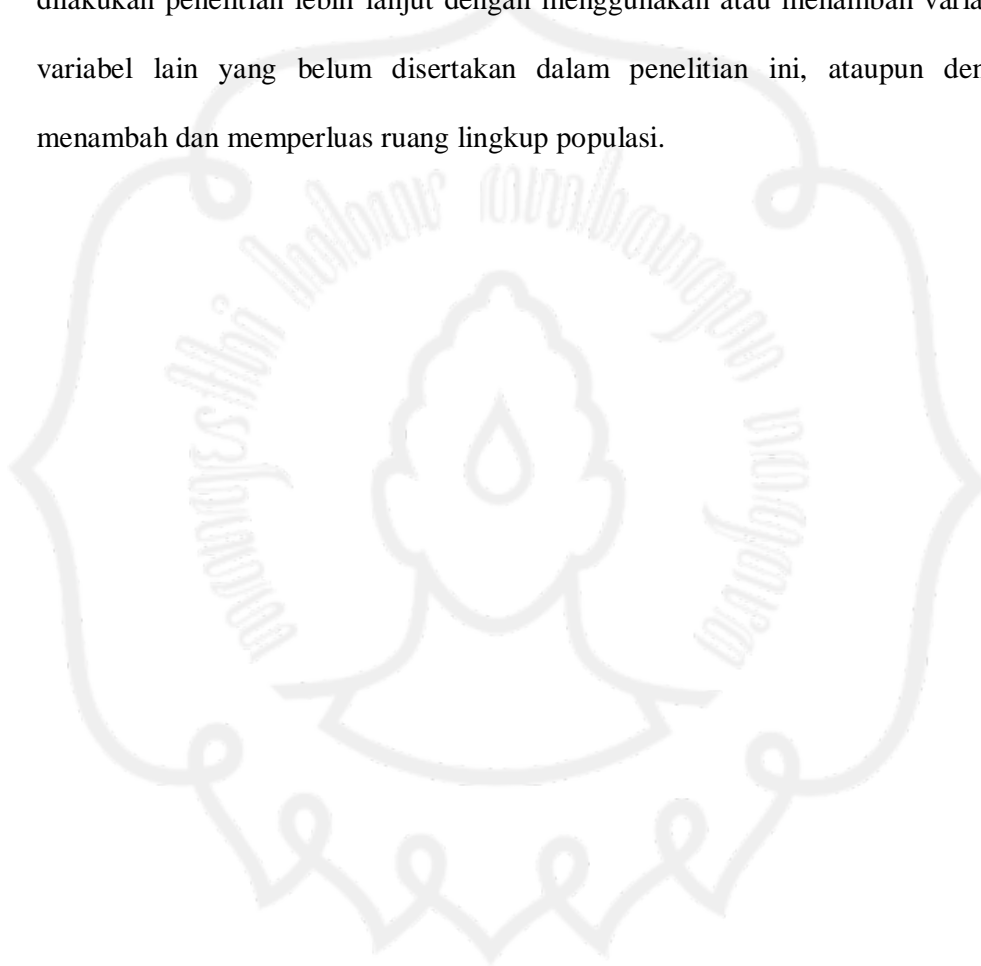 dilakukan penelitian lebih lanjut dengan menggunakan atau menambah varia
variabel lain yang belum disertakan dalam penelitian ini, ataupun den
menambah dan memperluas ruang lingkup populasi.